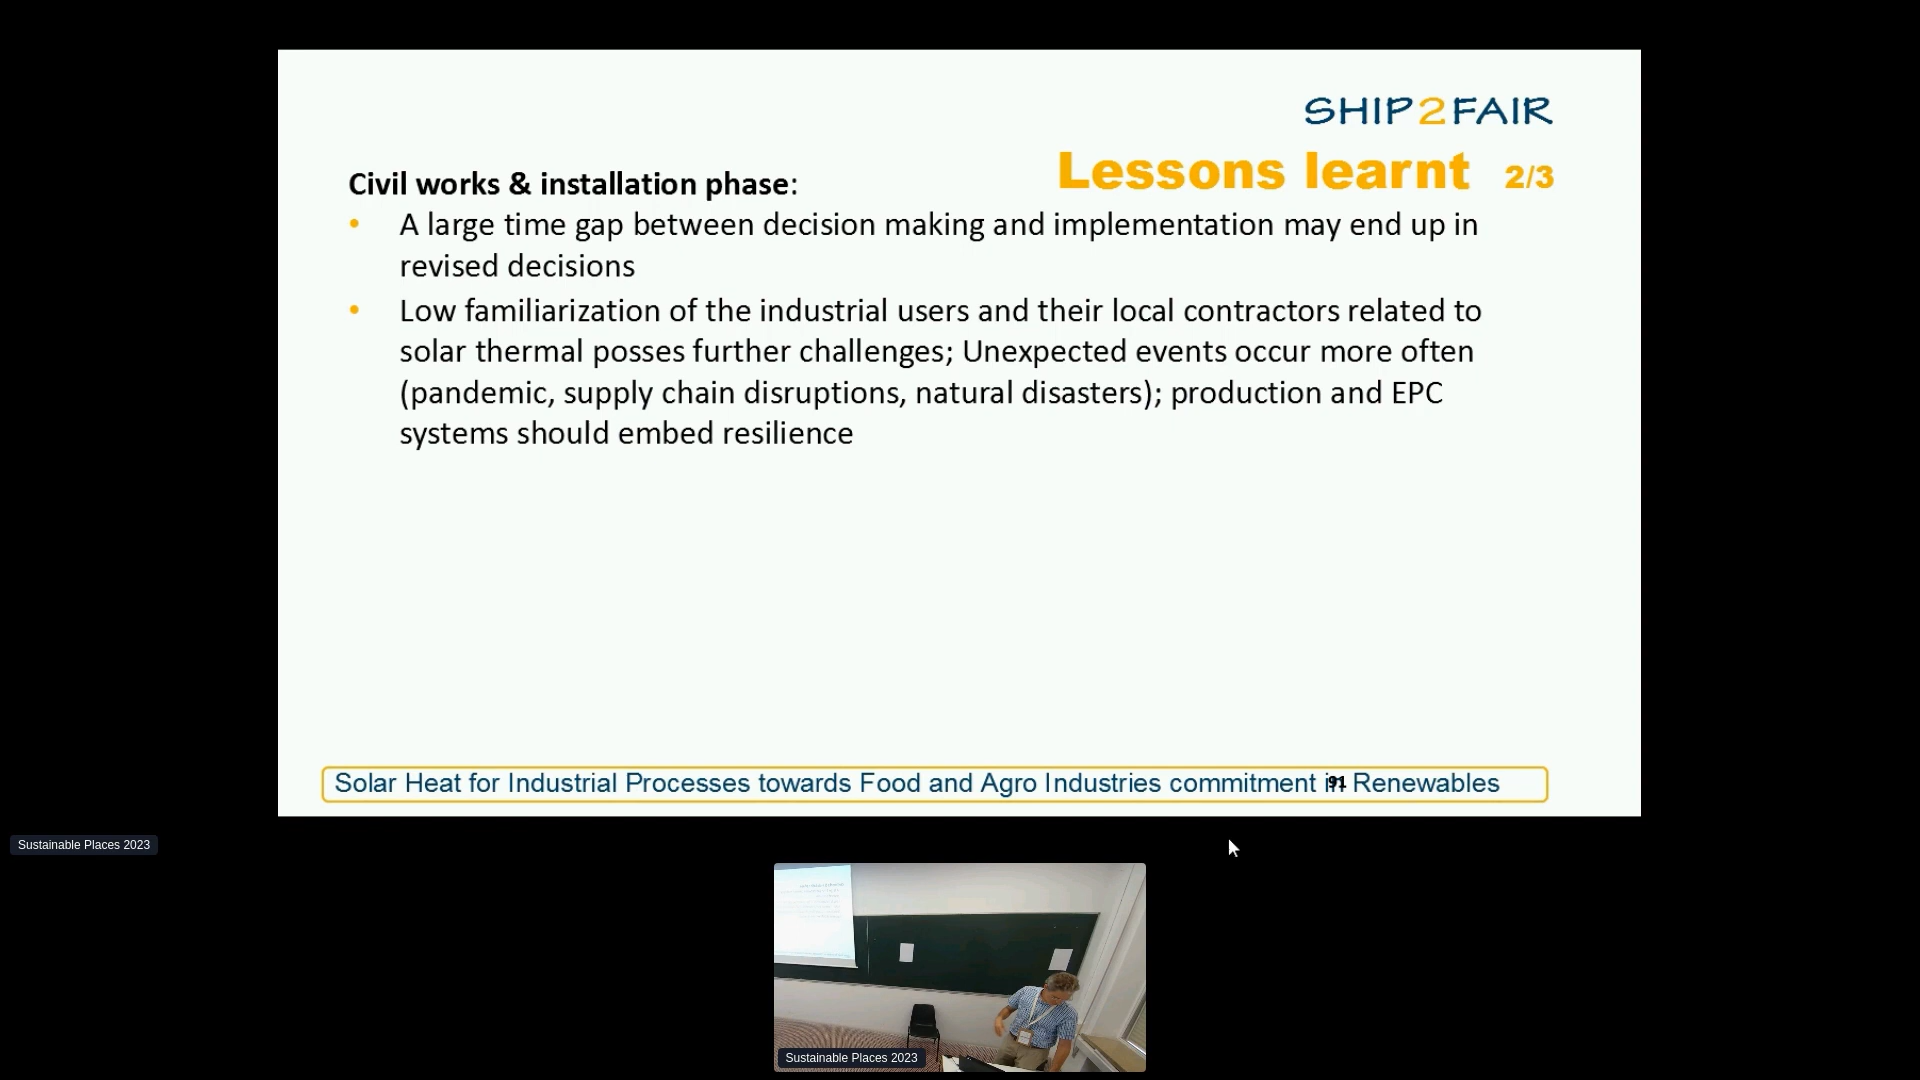 SHIP2FAIR
Lessons learnt 2/3
Civil works & installation phase:
• A large time gap between decision making and implementation may end up in
revised decisions
• Low familiarization of the industrial users and their local contractors related to
solar thermal posses further challenges; Unexpected events occur more often
(pandemic, supply chain disruptions, natural disasters); production and EPC
systems should embed resilience
Solar Heat for Industrial Processes towards Food and Agro Industries commitment in Renewables
91
Sustainable Places 2023
Sustainable Places 2023